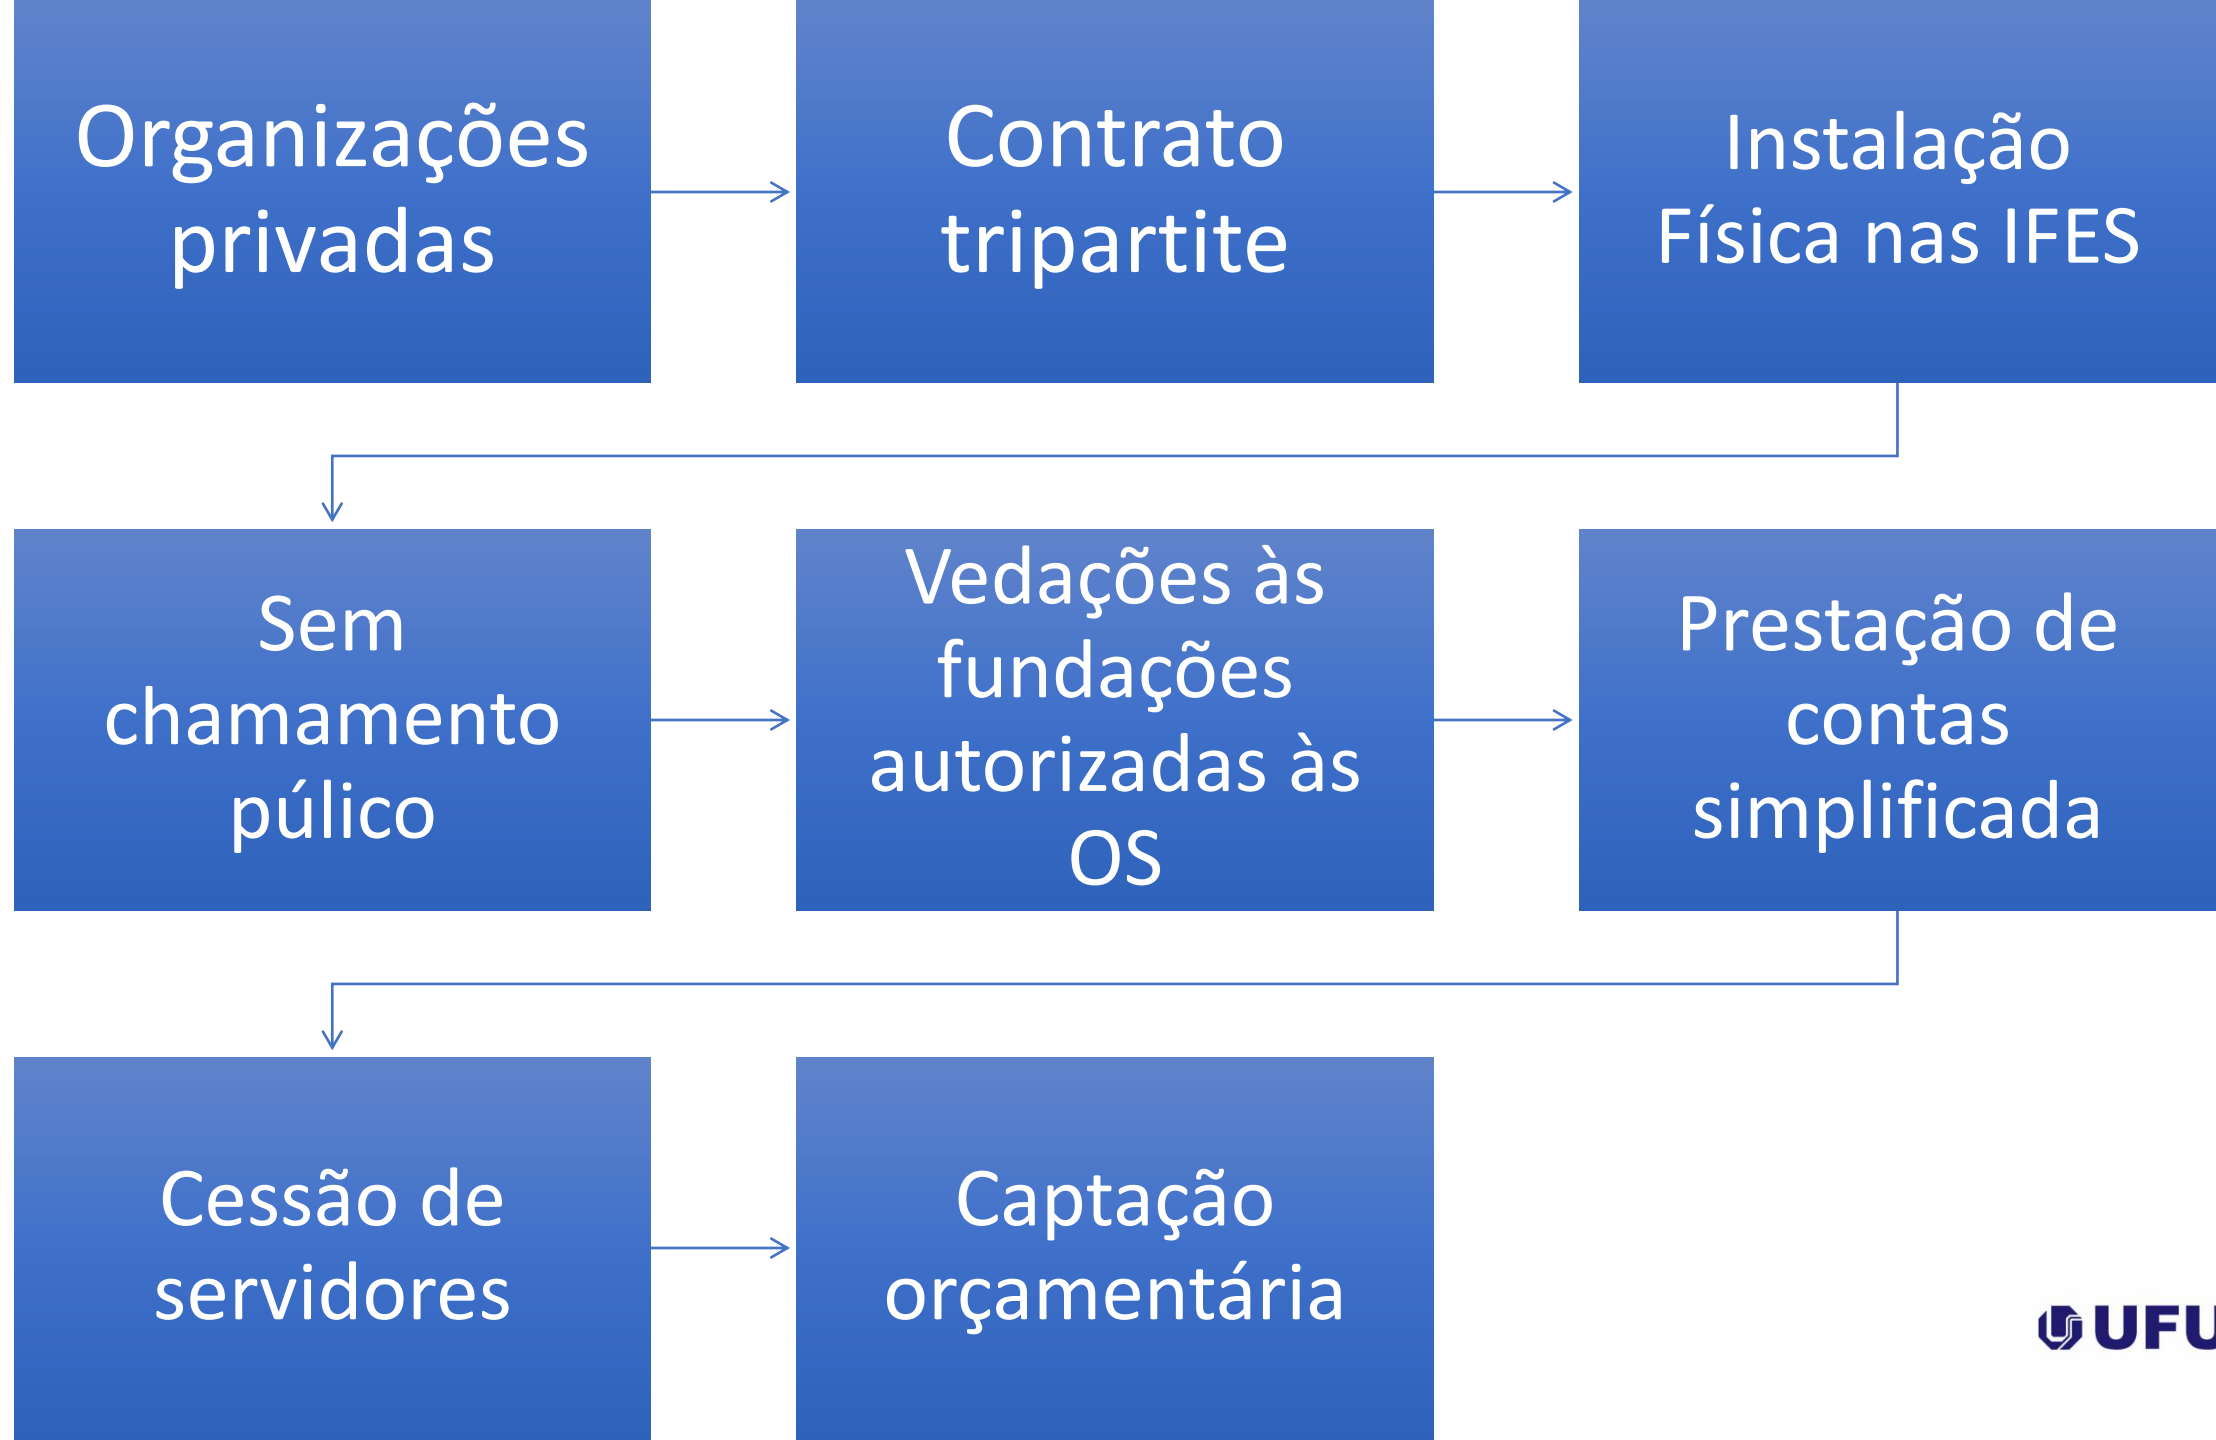 Organizações
privadas
Contrato
tripartite
Instalação
Física nas IFES
Sem
chamamento
púlico
Vedações às
fundações
autorizadas às
OS
Prestação de
contas
simplificada
Cessão de
servidores
Captação
orçamentária
UFU